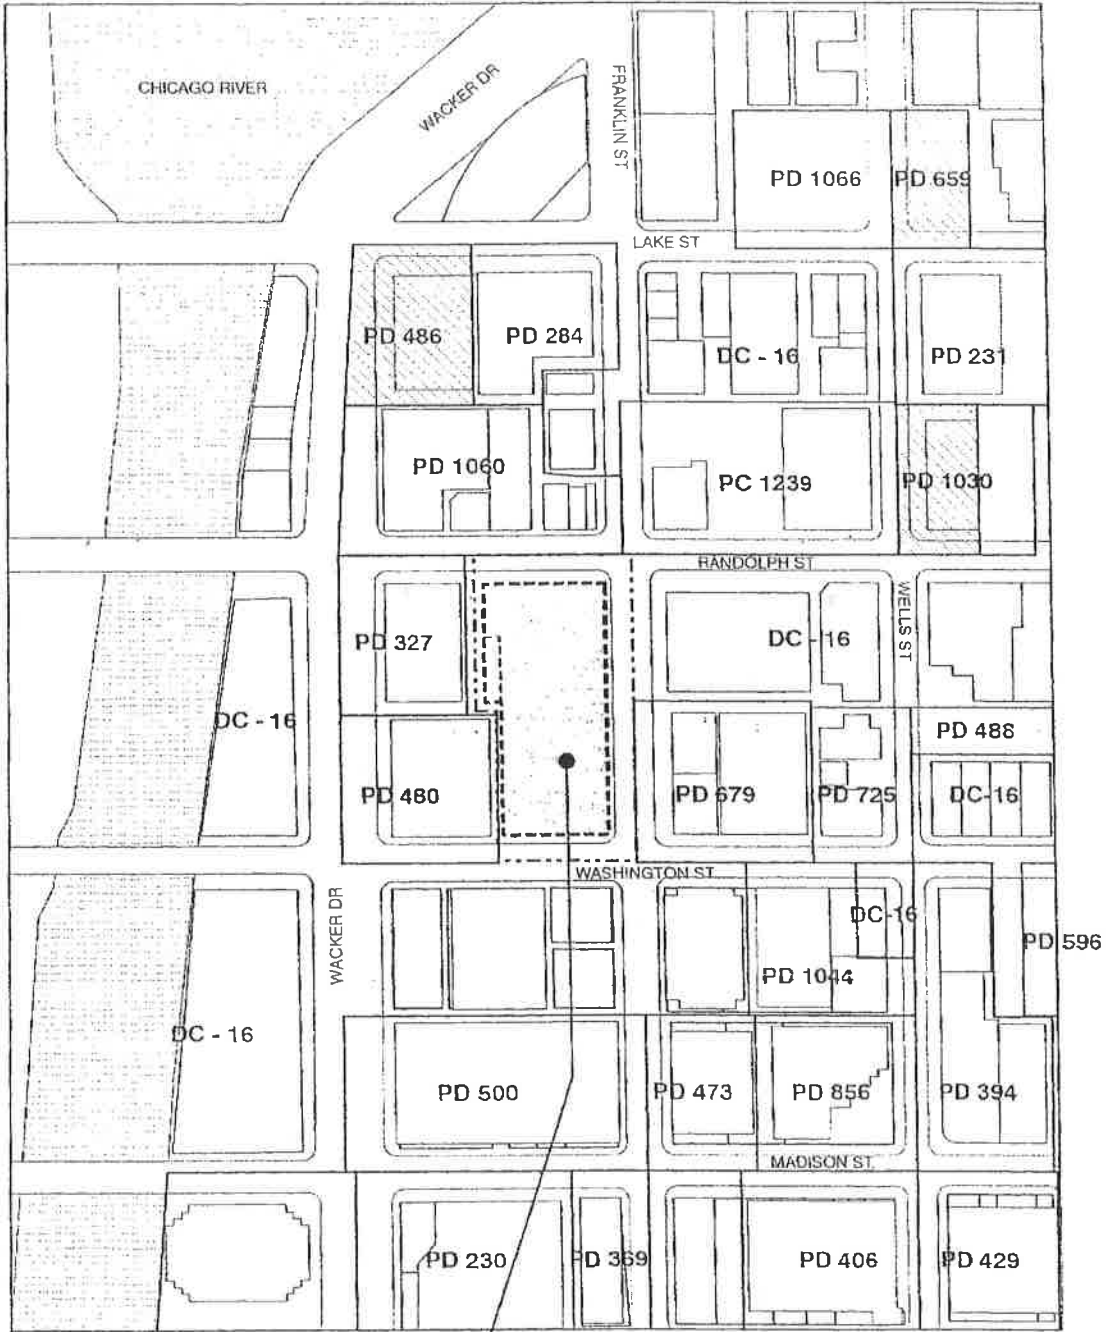 CHICAGO RIVER
WACKER DR
FRANKLIN ST
PD 1066
PD 659
LAKE ST
PD 486
PD 284
DC - 16
PD 231
PD 1060
PC 1239
PD 1030
RANDOLPH ST
WELLS ST
PD 327
DC - 16
DC - 16
PD 488
PD 480
PD 679
PD 725
DC-16
WASHINGTON ST
WACKER DR
DC-16
PD 596
PD 1044
DC - 16
PD 500
PD 473
PD 856
PD 394
MADISON ST.
PD 230
PD 369
PD 406
PD 429